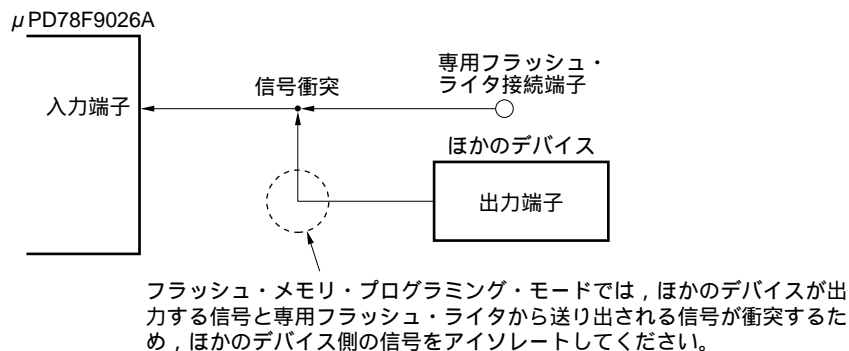 μPD78F9026A
専用フラッシュ・
ライタ接続端子
信号衝突
入力端子
ほかのデバイス
出力端子
フラッシュ・メモリ・プログラミング・モードでは，ほかのデバイスが出
力する信号と専用フラッシュ・ライタから送り出される信号が衝突するた
め，ほかのデバイス側の信号をアイソレートしてください。